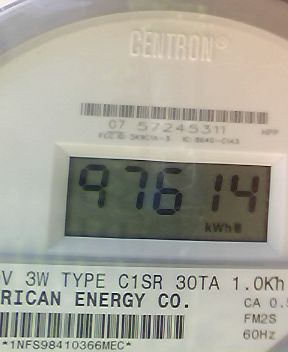 CENTRON®
07 57245311
HPP
97614
kWh
V 3W TYPE C1SR 30TA 1.0Kh
RICAN ENERGY CO.
CA 0.5
FM2S
60Hz
*1NFS98410366MEC*